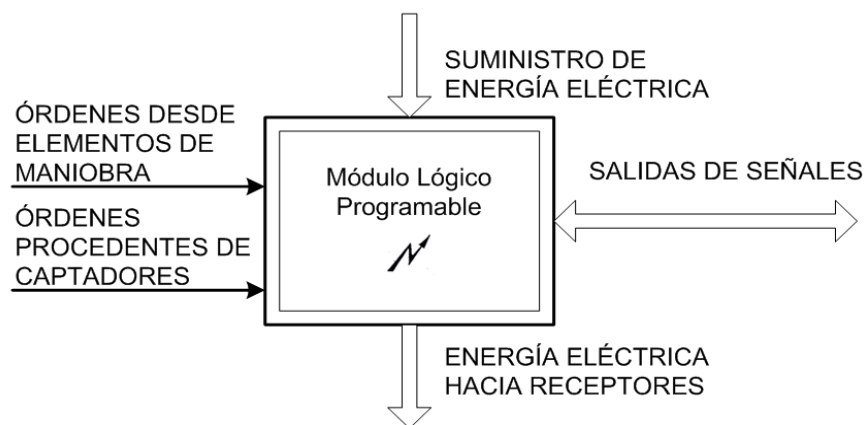 SUMINISTRO DE
ENERGÍA ELÉCTRICA
ÓRDENES DESDE
ELEMENTOS DE
MANIOBRA
ÓRDENES
PROCEDENTES DE
CAPTADORES
Módulo Lógico
Programable
SALIDAS DE SEÑALES
ENERGÍA ELÉCTRICA
HACIA RECEPTORES